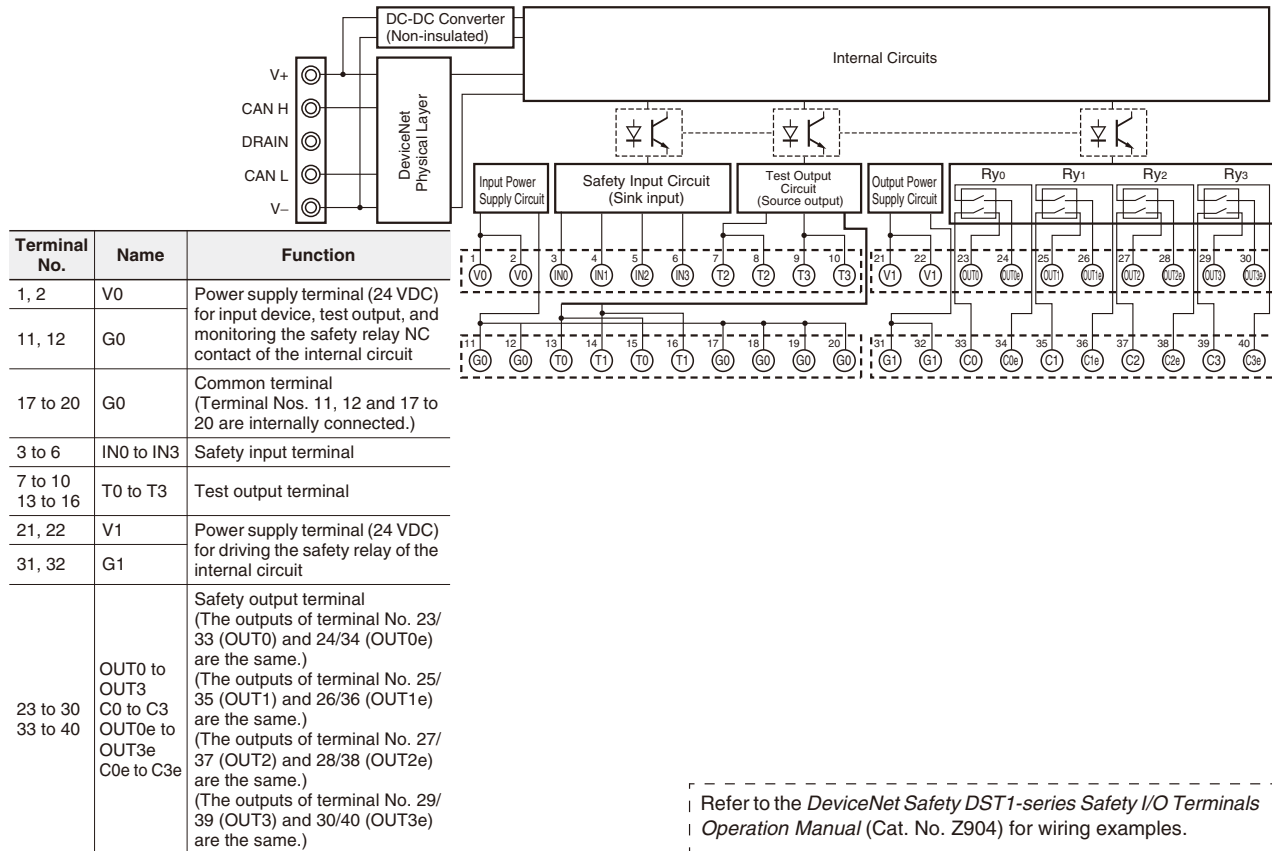 DC-DC Converter
(Non-insulated)
Internal Circuits
V+
CAN H
DRAIN
CAN L
V–
DeviceNet
Physical Layer
Input Power
Supply Circuit
Safety Input Circuit
(Sink input)
Test Output
Circuit
(Source output)
Output Power
Supply Circuit
Ry0
Ry1
Ry2
Ry3
1 2 3 4 5 6 7 8 9 10
V0 V0 IN0 IN1 IN2 IN3 T2 T2 T3 T3
21 22 23 24 25 26 27 28 29 30
V1 V1 OUT0 OUT0e OUT1 OUT1e OUT2 OUT2e OUT3 OUT3e
11 12 13 14 15 16 17 18 19 20
G0 G0 T0 T1 T0 T1 G0 G0 G0 G0
31 32 33 34 35 36 37 38 39 40
G1 G1 C0 C0e C1 C1e C2 C2e C3 C3e
Terminal
No.
Name
Function
1, 2
V0
Power supply terminal (24 VDC)
for input device, test output, and
monitoring the safety relay NC
contact of the internal circuit
11, 12
G0
17 to 20
G0
Common terminal
(Terminal Nos. 11, 12 and 17 to
20 are internally connected.)
3 to 6
IN0 to IN3
Safety input terminal
7 to 10
13 to 16
T0 to T3
Test output terminal
21, 22
V1
Power supply terminal (24 VDC)
for driving the safety relay of the
internal circuit
31, 32
G1
23 to 30
33 to 40
OUT0 to
OUT3
C0 to C3
OUT0e to
OUT3e
C0e to C3e
Safety output terminal
(The outputs of terminal No. 23/
33 (OUT0) and 24/34 (OUT0e)
are the same.)
(The outputs of terminal No. 25/
35 (OUT1) and 26/36 (OUT1e)
are the same.)
(The outputs of terminal No. 27/
37 (OUT2) and 28/38 (OUT2e)
are the same.)
(The outputs of terminal No. 29/
39 (OUT3) and 30/40 (OUT3e)
are the same.)
Refer to the DeviceNet Safety DST1-series Safety I/O Terminals
Operation Manual (Cat. No. Z904) for wiring examples.